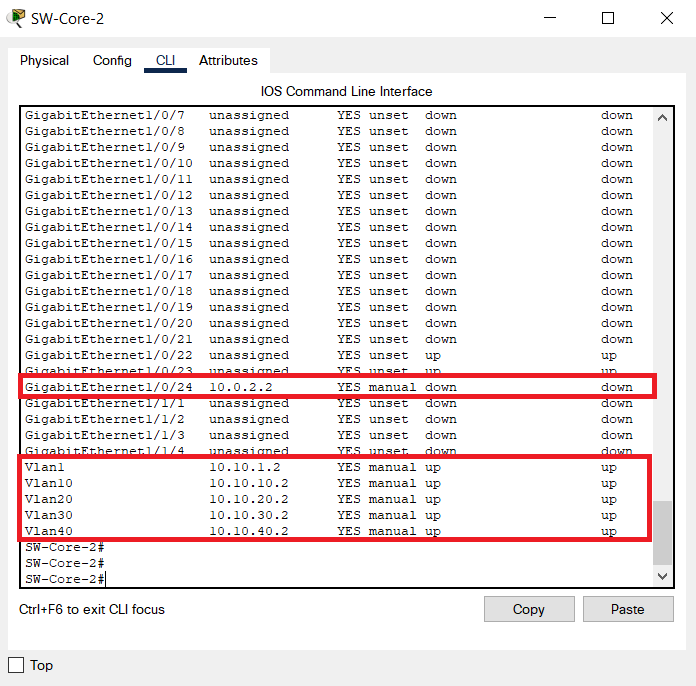 SW-Core-2
Physical Config CLI Attributes
IOS Command Line Interface
GigabitEthernet1/0/7 unassigned YES unset down down
GigabitEthernet1/0/8 unassigned YES unset down down
GigabitEthernet1/0/9 unassigned YES unset down down
GigabitEthernet1/0/10 unassigned YES unset down down
GigabitEthernet1/0/11 unassigned YES unset down down
GigabitEthernet1/0/12 unassigned YES unset down down
GigabitEthernet1/0/13 unassigned YES unset down down
GigabitEthernet1/0/14 unassigned YES unset down down
GigabitEthernet1/0/15 unassigned YES unset down down
GigabitEthernet1/0/16 unassigned YES unset down down
GigabitEthernet1/0/17 unassigned YES unset down down
GigabitEthernet1/0/18 unassigned YES unset down down
GigabitEthernet1/0/19 unassigned YES unset down down
GigabitEthernet1/0/20 unassigned YES unset down down
GigabitEthernet1/0/21 unassigned YES unset down down
GigabitEthernet1/0/22 unassigned YES unset up up
GigabitEthernet1/0/23 unassigned YES unset up up
GigabitEthernet1/0/24 10.0.2.2 YES manual down down
GigabitEthernet1/1/1 unassigned YES unset down down
GigabitEthernet1/1/2 unassigned YES unset down down
GigabitEthernet1/1/3 unassigned YES unset down down
GigabitEthernet1/1/4 unassigned YES unset down down
Vlan1 10.10.1.2 YES manual up up
Vlan10 10.10.10.2 YES manual up up
Vlan20 10.10.20.2 YES manual up up
Vlan30 10.10.30.2 YES manual up up
Vlan40 10.10.40.2 YES manual up up
SW-Core-2#
SW-Core-2#
SW-Core-2#
Ctrl+F6 to exit CLI focus
Copy Paste
Top